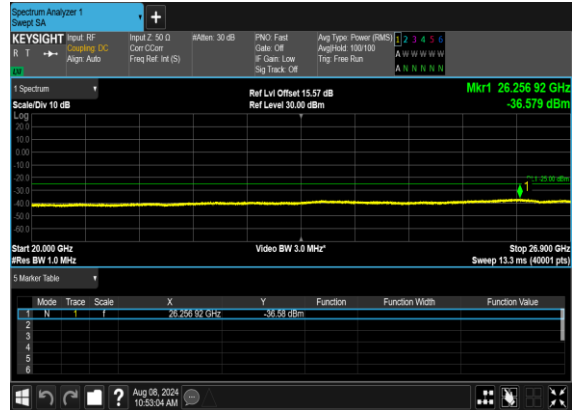 Spectrum Analyzer 1
Swept SA
+
KEYSIGHT Input: RF Input Z: 50 Ω #Atten: 30 dB PNO: Fast Avg Type: Power (RMS) 1 2 3 4 5 6
R T Coupling: DC Corr CCorr Gate: Off Avg|Hold: 100/100 A W W W W W
Align: Auto Freq Ref: Int (S) IF Gain: Low Trig: Free Run
Sig Track: Off A N N N N N
1 Spectrum
Ref Lvl Offset 15.57 dB Mkr1 26.256 92 GHz
Scale/Div 10 dB Ref Level 30.00 dBm -36.579 dBm
Log
20.0
10.0
0.00
-10.0
-20.0
DL1 -25.00 dBm
1
-30.0
-40.0
-50.0
-60.0
Start 20.000 GHz Video BW 3.0 MHz* Stop 26.900 GHz
#Res BW 1.0 MHz Sweep 13.3 ms (40001 pts)
5 Marker Table
Mode Trace Scale X Y Function Function Width Function Value
1 N 1 f 26.256 92 GHz -36.58 dBm
2
3
4
5
6
? Aug 08, 2024
10:53:04 AM